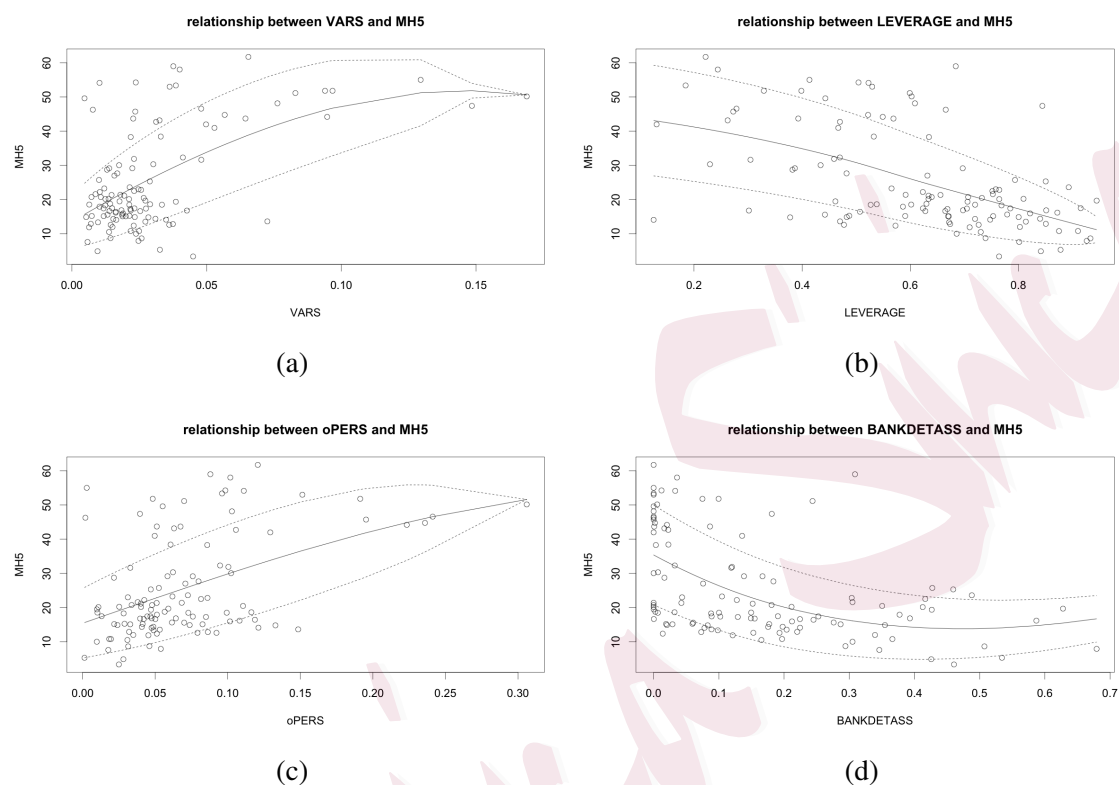 relationship between VARS and MH5
MH5
60
50
40
30
20
10
0.00 0.05 0.10 0.15
VARS
(a)
relationship between LEVERAGE and MH5
MH5
60
50
40
30
20
10
0.2 0.4 0.6 0.8
LEVERAGE
(b)
relationship between oPERS and MH5
MH5
60
50
40
30
20
10
0.00 0.05 0.10 0.15 0.20 0.25 0.30
oPERS
(c)
relationship between BANKDETASS and MH5
MH5
60
50
40
30
20
10
0.0 0.1 0.2 0.3 0.4 0.5 0.6 0.7
BANKDETASS
(d)